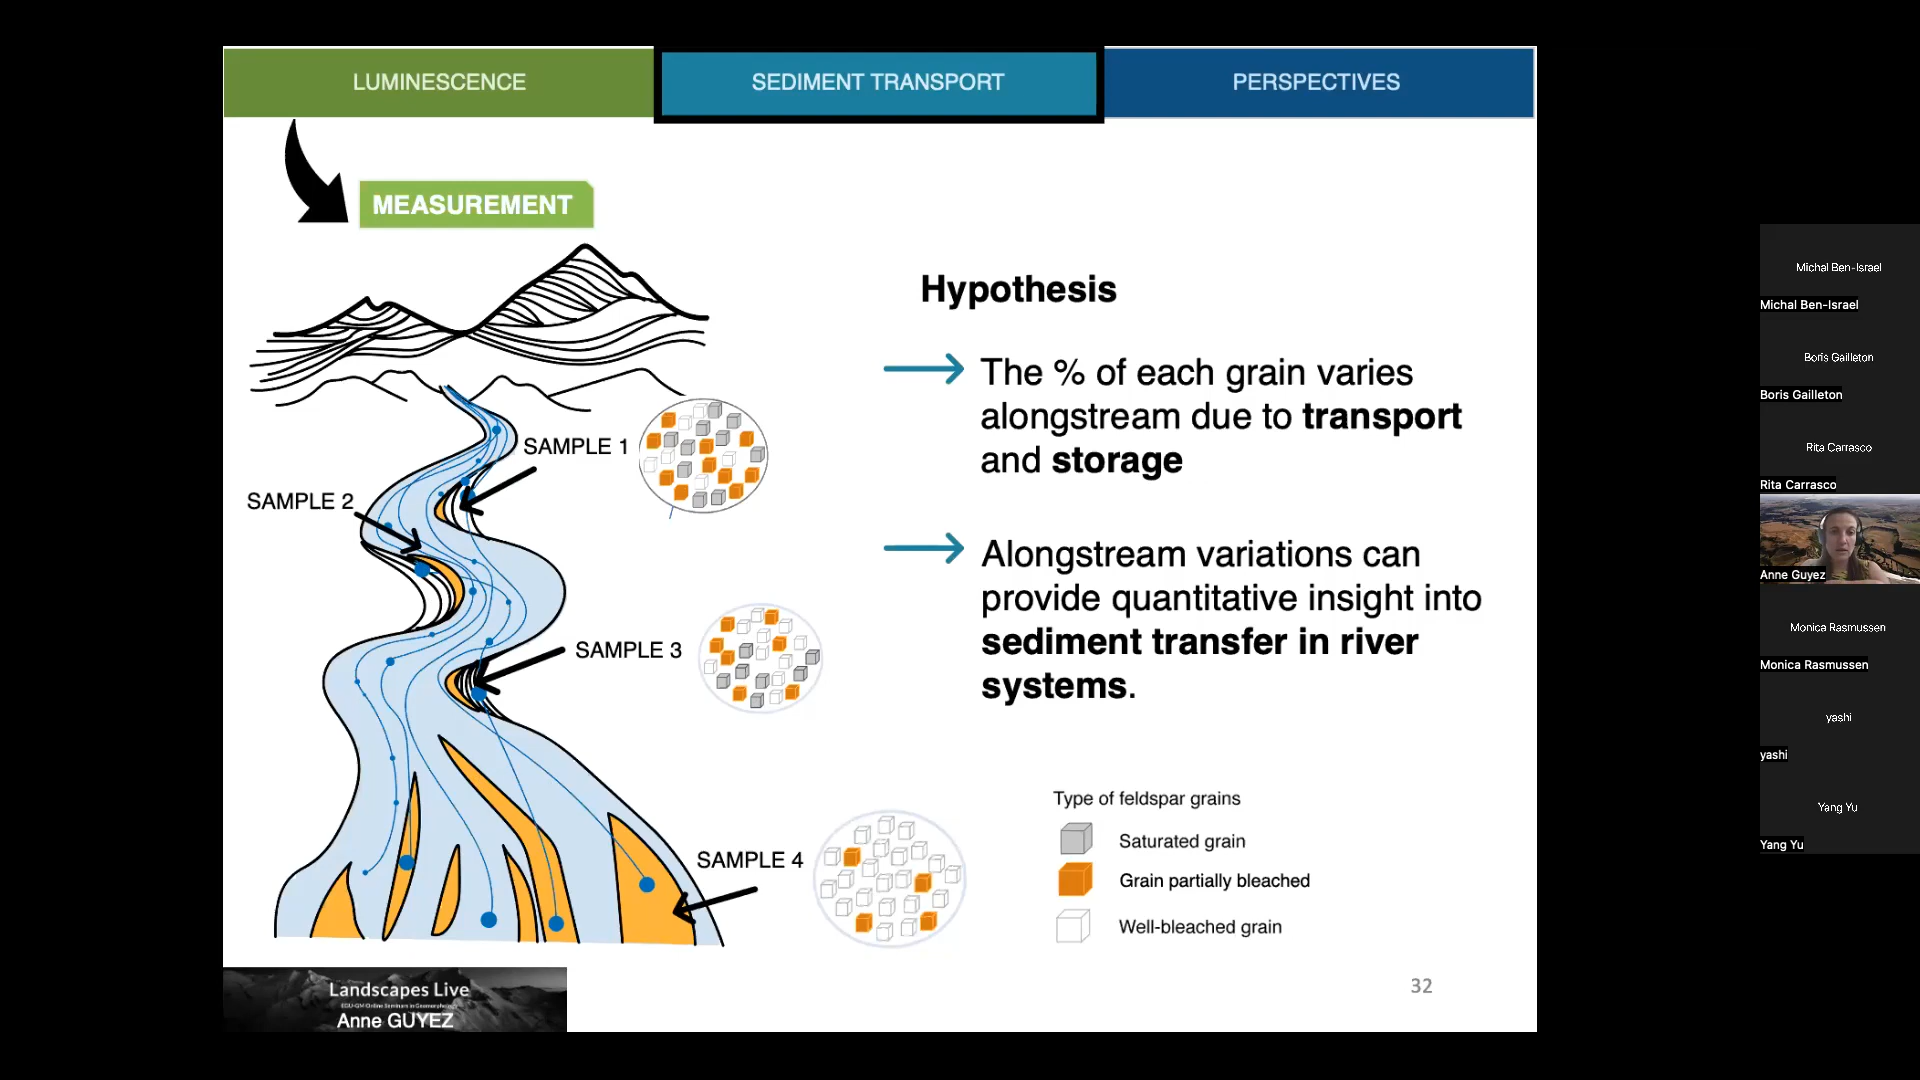 LUMINESCENCE
SEDIMENT TRANSPORT
PERSPECTIVES
MEASUREMENT
SAMPLE 1
SAMPLE 2
SAMPLE 3
SAMPLE 4
Hypothesis
The % of each grain varies
alongstream due to transport
and storage
Alongstream variations can
provide quantitative insight into
sediment transfer in river
systems.
Type of feldspar grains
Saturated grain
Grain partially bleached
Well-bleached grain
Landscapes Live
EGU-GM Online Seminars in Geomorphology
Anne GUYEZ
32
Michal Ben-Israel
Michal Ben-Israel
Boris Gailleton
Boris Gailleton
Rita Carrasco
Rita Carrasco
Anne Guyez
Monica Rasmussen
Monica Rasmussen
yashi
yashi
Yang Yu
Yang Yu